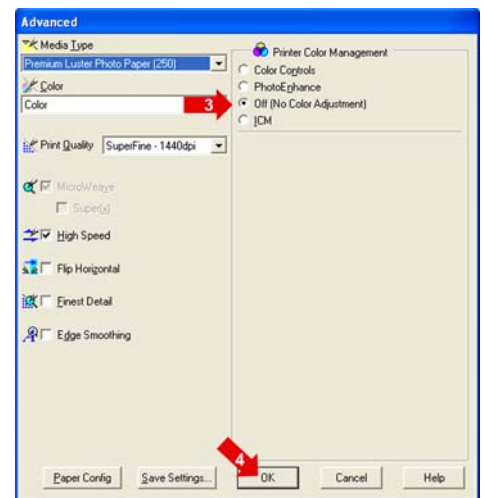 Advanced
Media Type
Premium Luster Photo Paper (250)
Color
Color
Print Quality SuperFine - 1440dpi
MicroWeave
Super(x)
High Speed
Flip Horizontal
Finest Detail
Edge Smoothing
Printer Color Management
Color Controls
PhotoEnhance
3
Off (No Color Adjustment)
ICM
4
Paper Config Save Settings... OK Cancel Help